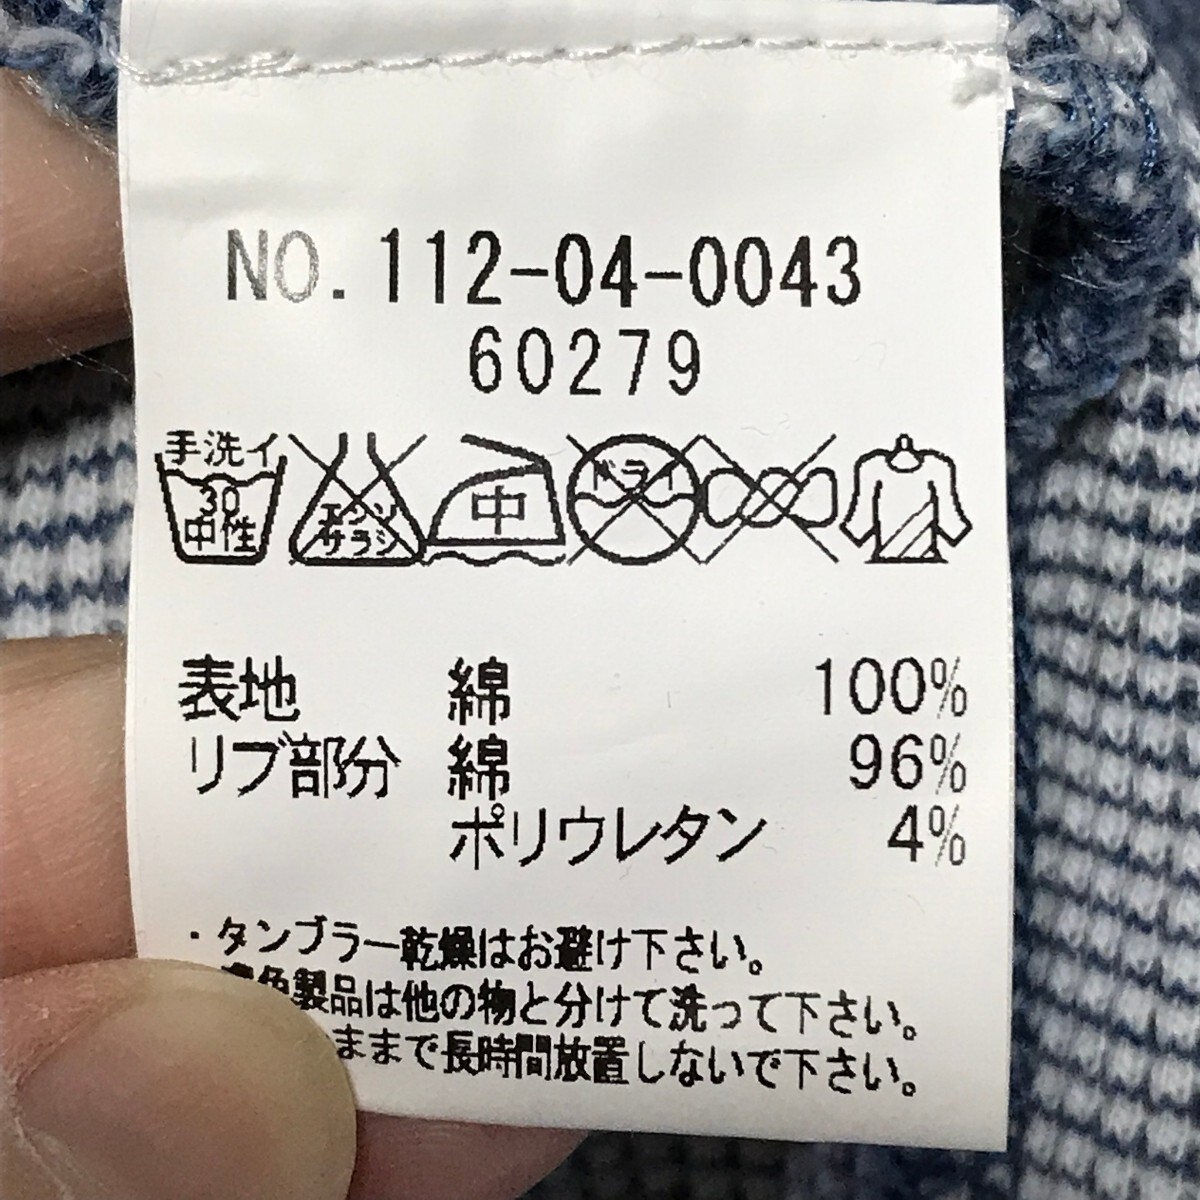 NO. 112-04-0043
60279
手洗イ
30
中性
エンソ
サラシ
中
ドライ
表地 綿 100%
リブ部分 綿 96%
ポリウレタン 4%
・タンブラー乾燥はお避け下さい。
色製品は他の物と分けて洗って下さい。
ままで長時間放置しないで下さい。